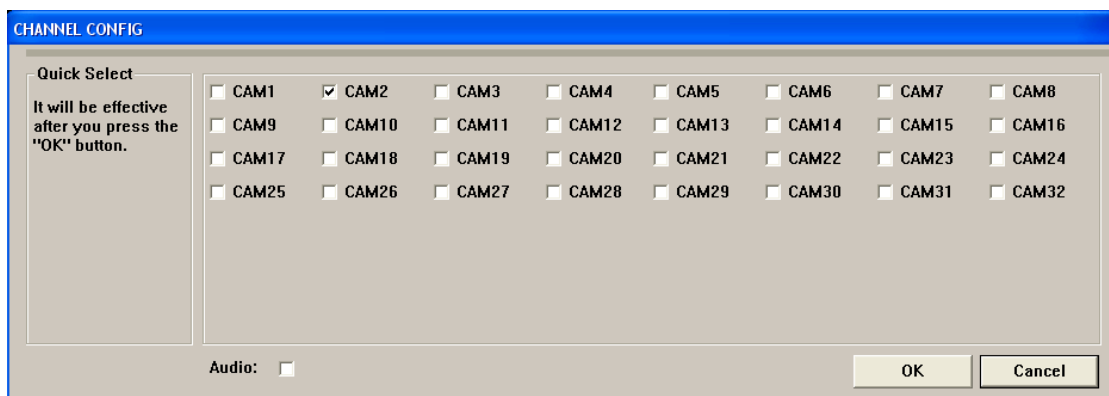 CHANNEL CONFIG
Quick Select
It will be effective
after you press the
"OK" button.
CAM1 CAM2 CAM3 CAM4 CAM5 CAM6 CAM7 CAM8
CAM9 CAM10 CAM11 CAM12 CAM13 CAM14 CAM15 CAM16
CAM17 CAM18 CAM19 CAM20 CAM21 CAM22 CAM23 CAM24
CAM25 CAM26 CAM27 CAM28 CAM29 CAM30 CAM31 CAM32
Audio:
OK Cancel